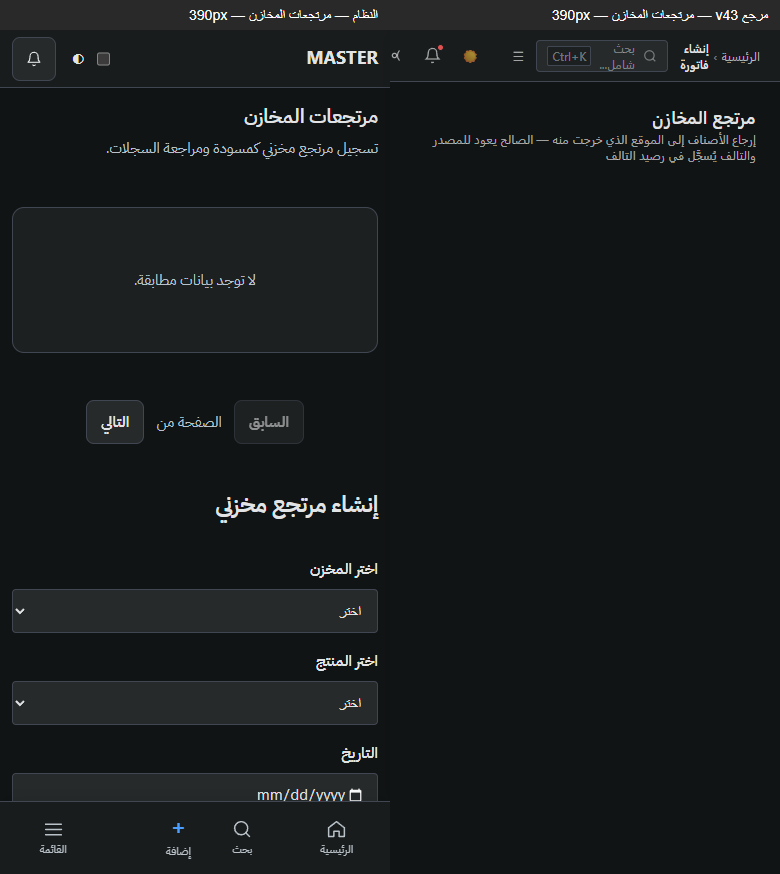 مرجع v43 — مرتجعات المخازن — 390px
الرئيسية › إنشاء فاتورة
بحث شامل...
Ctrl+K
مرتجع المخازن
إرجاع الأصناف إلى الموقع الذي خرجت منه — الصالح يعود للمصدر
والتالف يُسجَّل في رصيد التالف
النظام — مرتجعات المخازن — 390px
MASTER
مرتجعات المخازن
تسجيل مرتجع مخزني كمسودة ومراجعة السجلات.
لا توجد بيانات مطابقة.
السابق
الصفحة من
التالي
إنشاء مرتجع مخزني
اختر المخزن
اختر
اختر المنتج
اختر
التاريخ
mm/dd/yyyy
الرئيسية
بحث
+
إضافة
القائمة